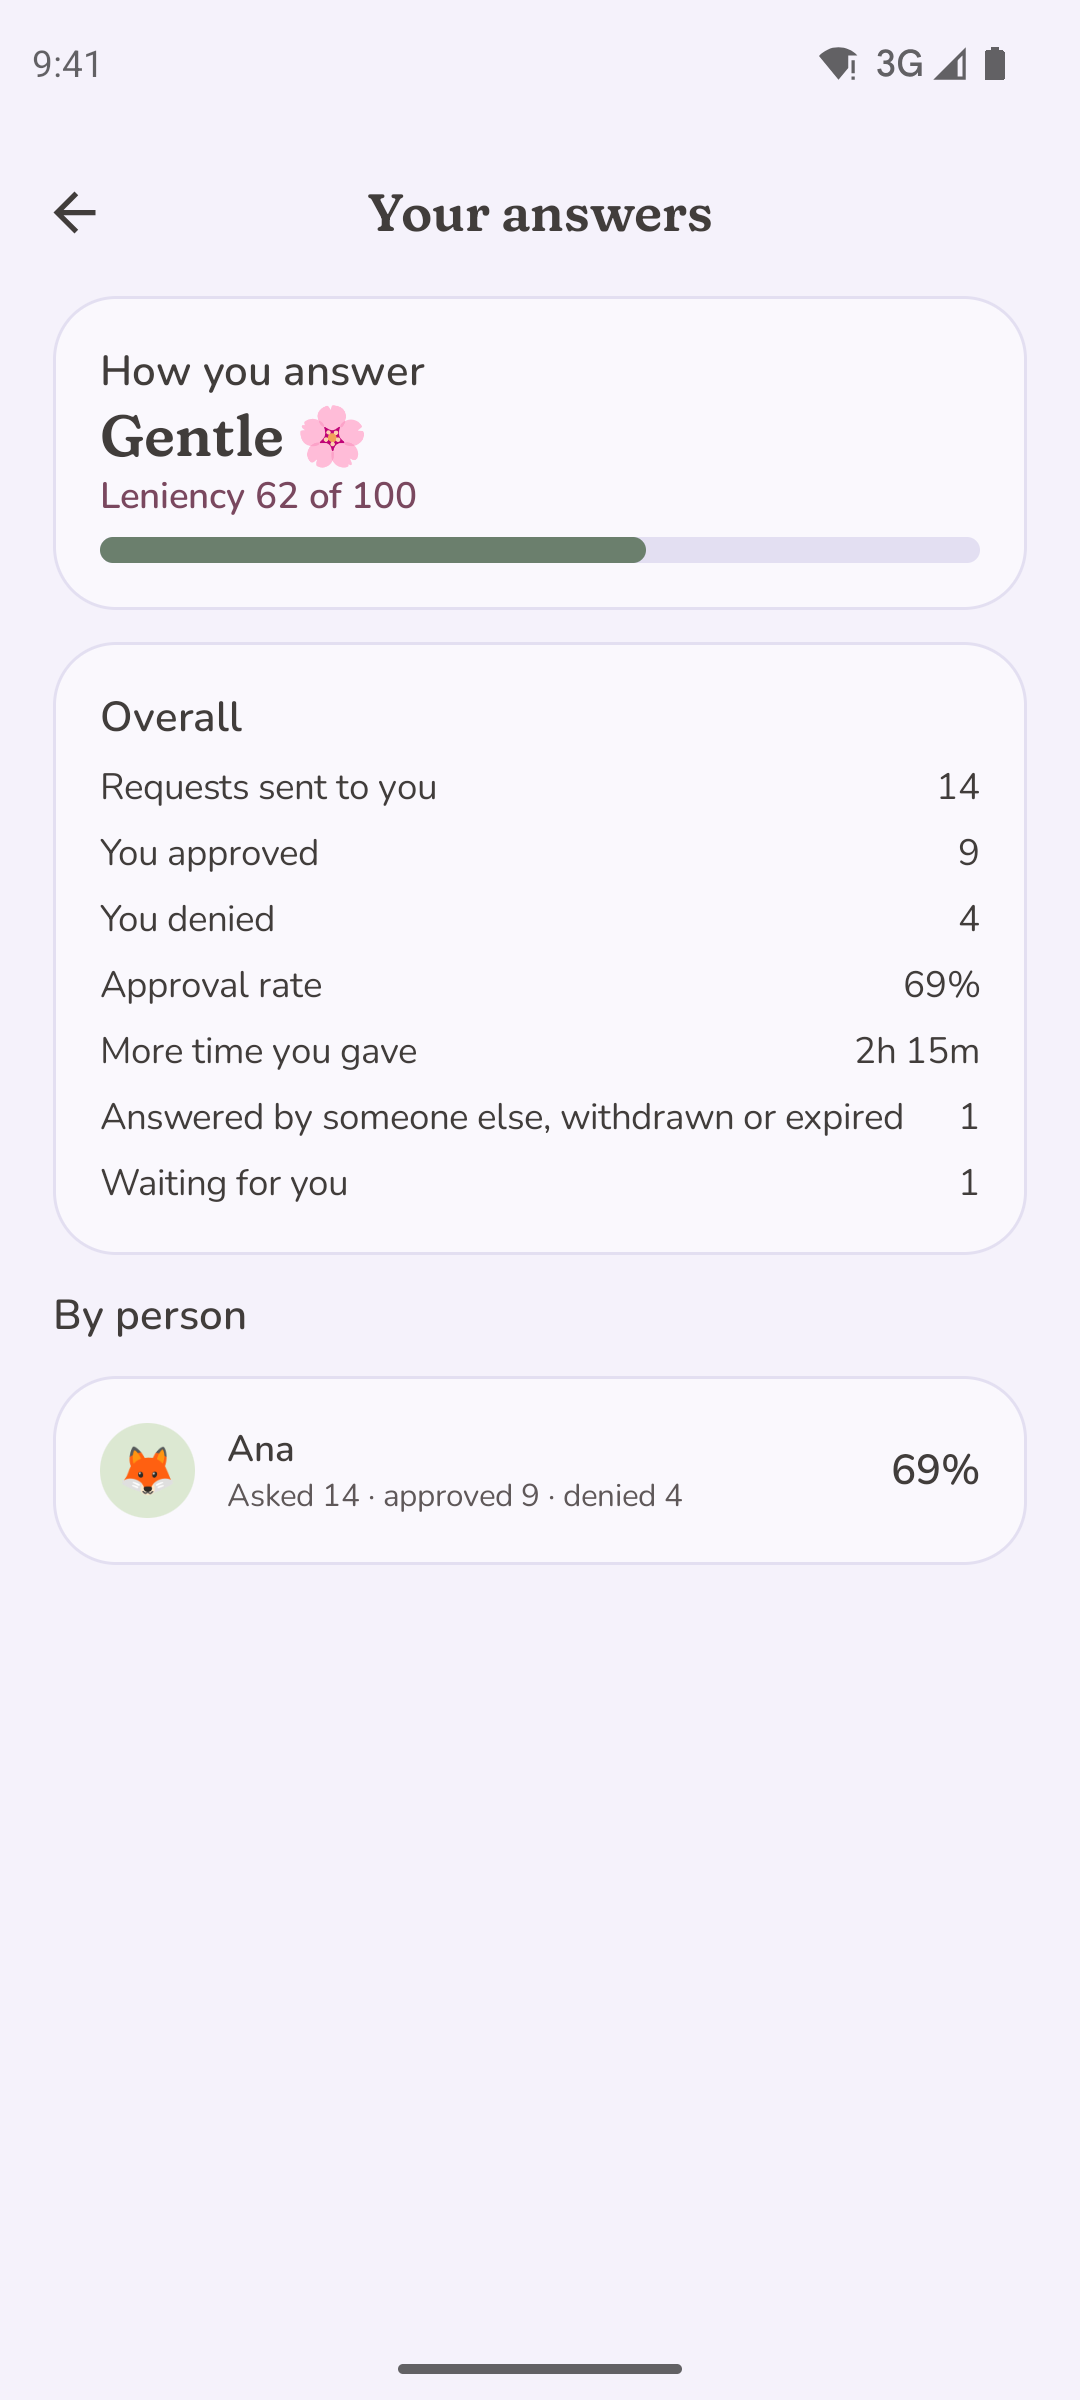 9:41
3G
Your answers
How you answer
Gentle 🌸
Leniency 62 of 100
Overall
Requests sent to you 14
You approved 9
You denied 4
Approval rate 69%
More time you gave 2h 15m
Answered by someone else, withdrawn or expired 1
Waiting for you 1
By person
Ana
Asked 14 · approved 9 · denied 4
69%